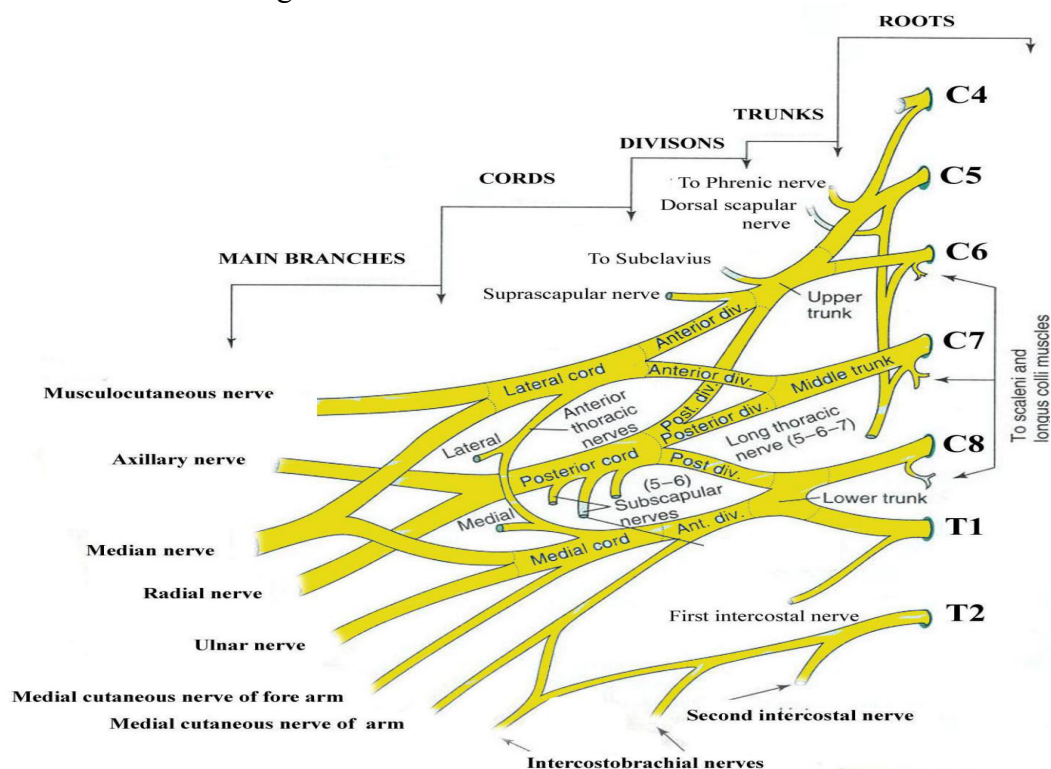 ROOTS
C4
TRUNKS
DIVISONS
C5
CORDS
To Phrenic nerve
Dorsal scapular
nerve
MAIN BRANCHES
To Subclavius
C6
Suprascapular nerve
Upper
trunk
Anterior div.
C7
Musculocutaneous nerve
Lateral cord
Anterior div.
Middle trunk
To scaleni and
longus colli muscles
Post. div.
Posterior div.
Anterior
thoracic
nerves
Lateral
Long thoracic
nerve (5–6–7)
C8
Axillary nerve
Posterior cord
Post div.
(5–6)
Subscapular
nerves
Lower trunk
Medial
Ant. div.
T1
Median nerve
Medial cord
Radial nerve
First intercostal nerve
T2
Ulnar nerve
Medial cutaneous nerve of fore arm
Medial cutaneous nerve of arm
Second intercostal nerve
Intercostobrachial nerves